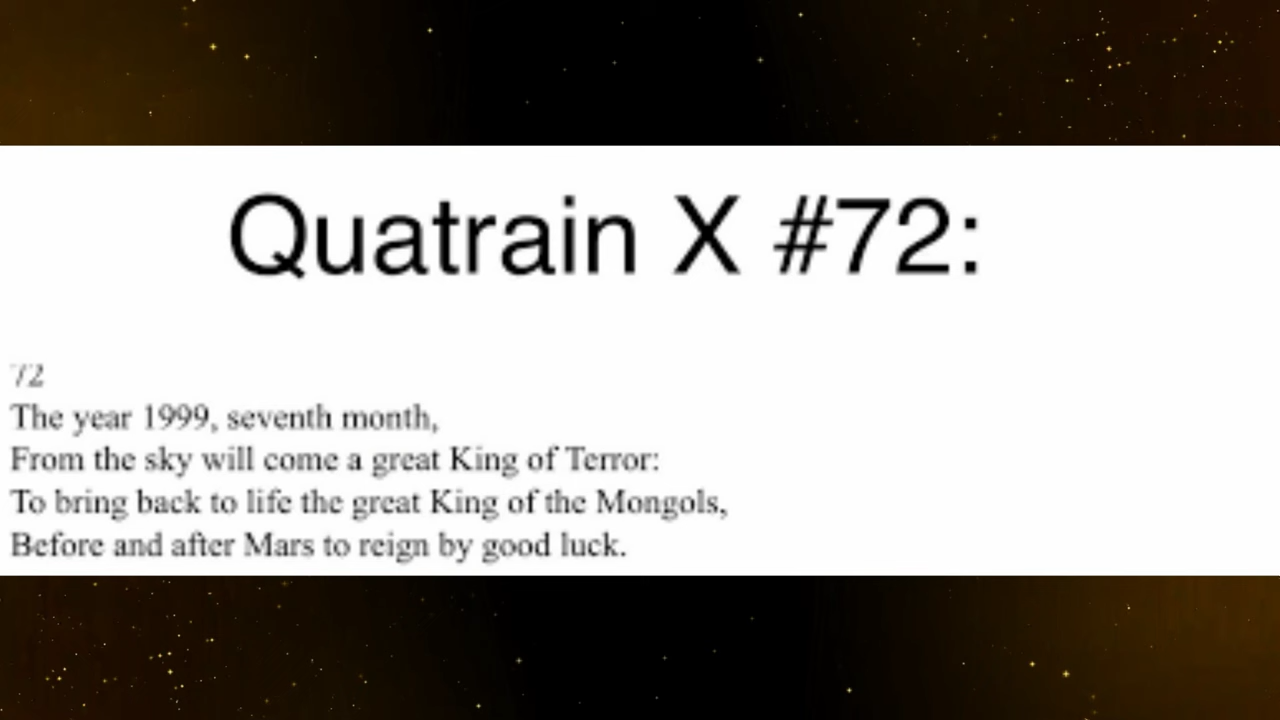 Quatrain X #72:
72
The year 1999, seventh month,
From the sky will come a great King of Terror:
To bring back to life the great King of the Mongols,
Before and after Mars to reign by good luck.